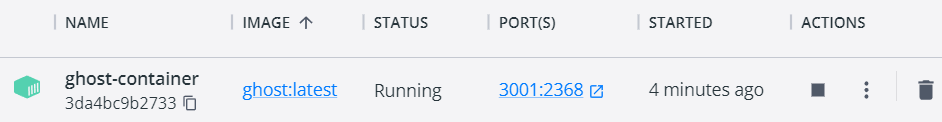 NAME IMAGE STATUS PORT(S) STARTED ACTIONS
ghost-container ghost:latest Running 3001:2368 4 minutes ago
3da4bc9b2733